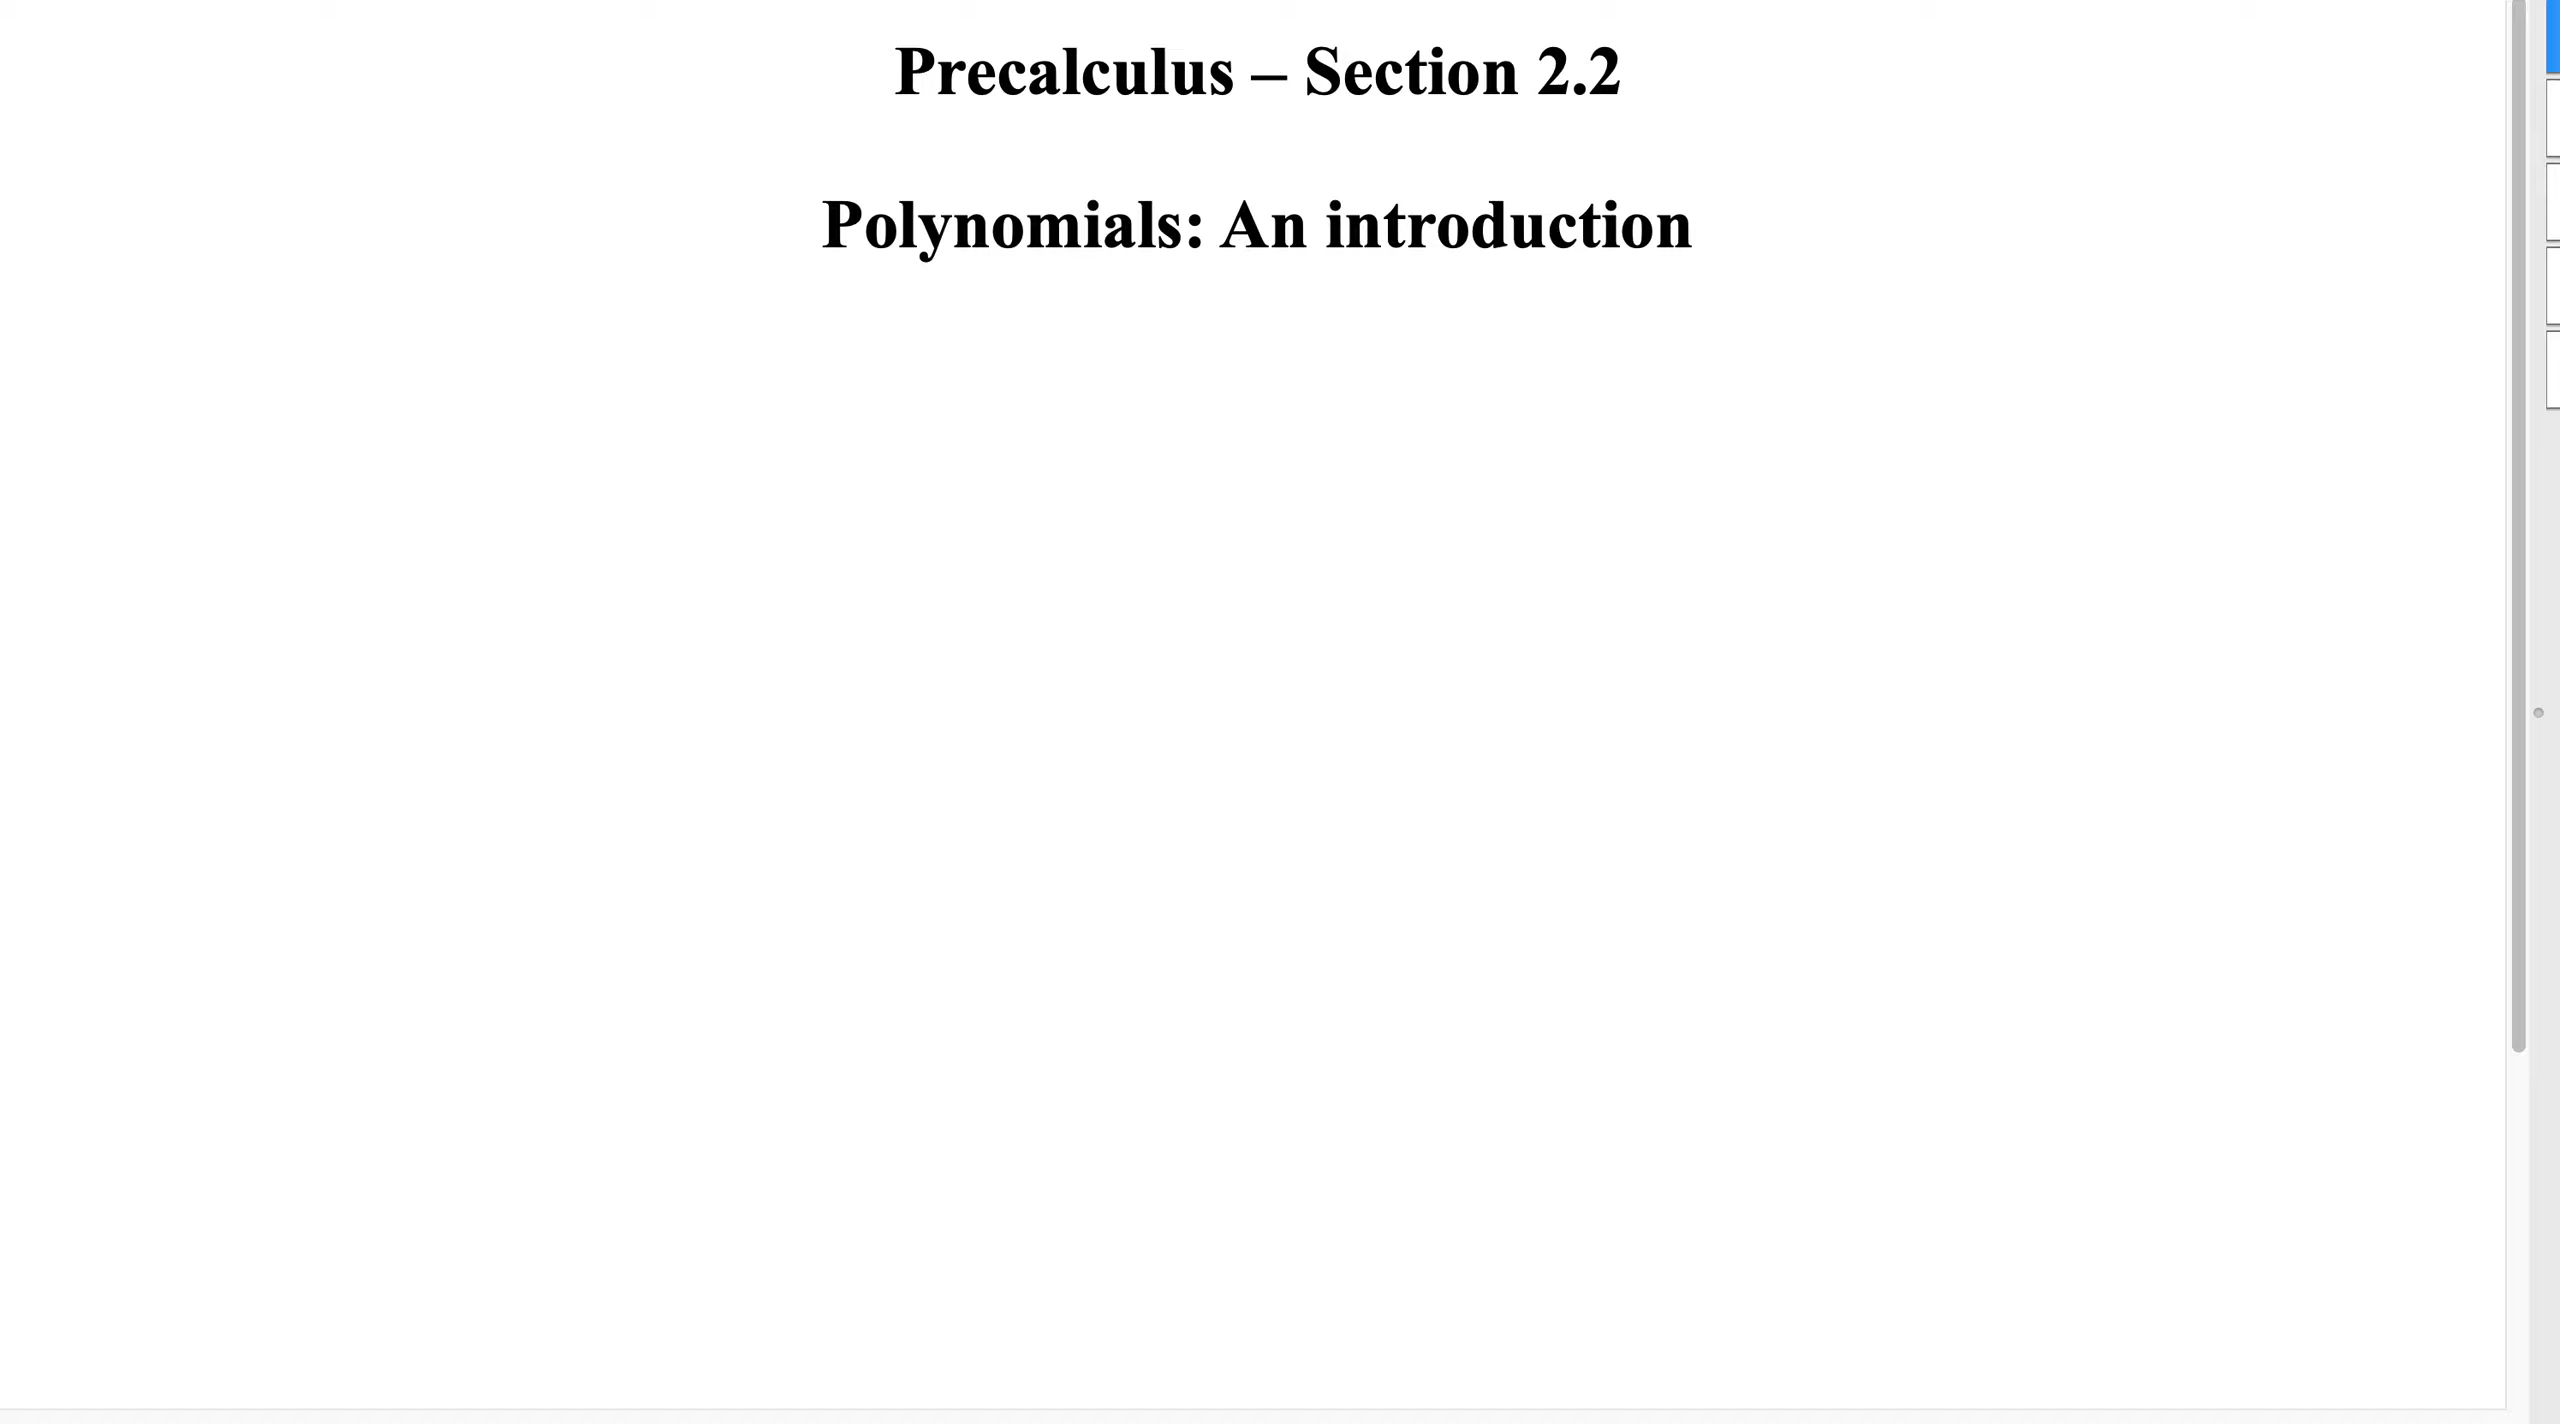 Precalculus – Section 2.2
Polynomials: An introduction